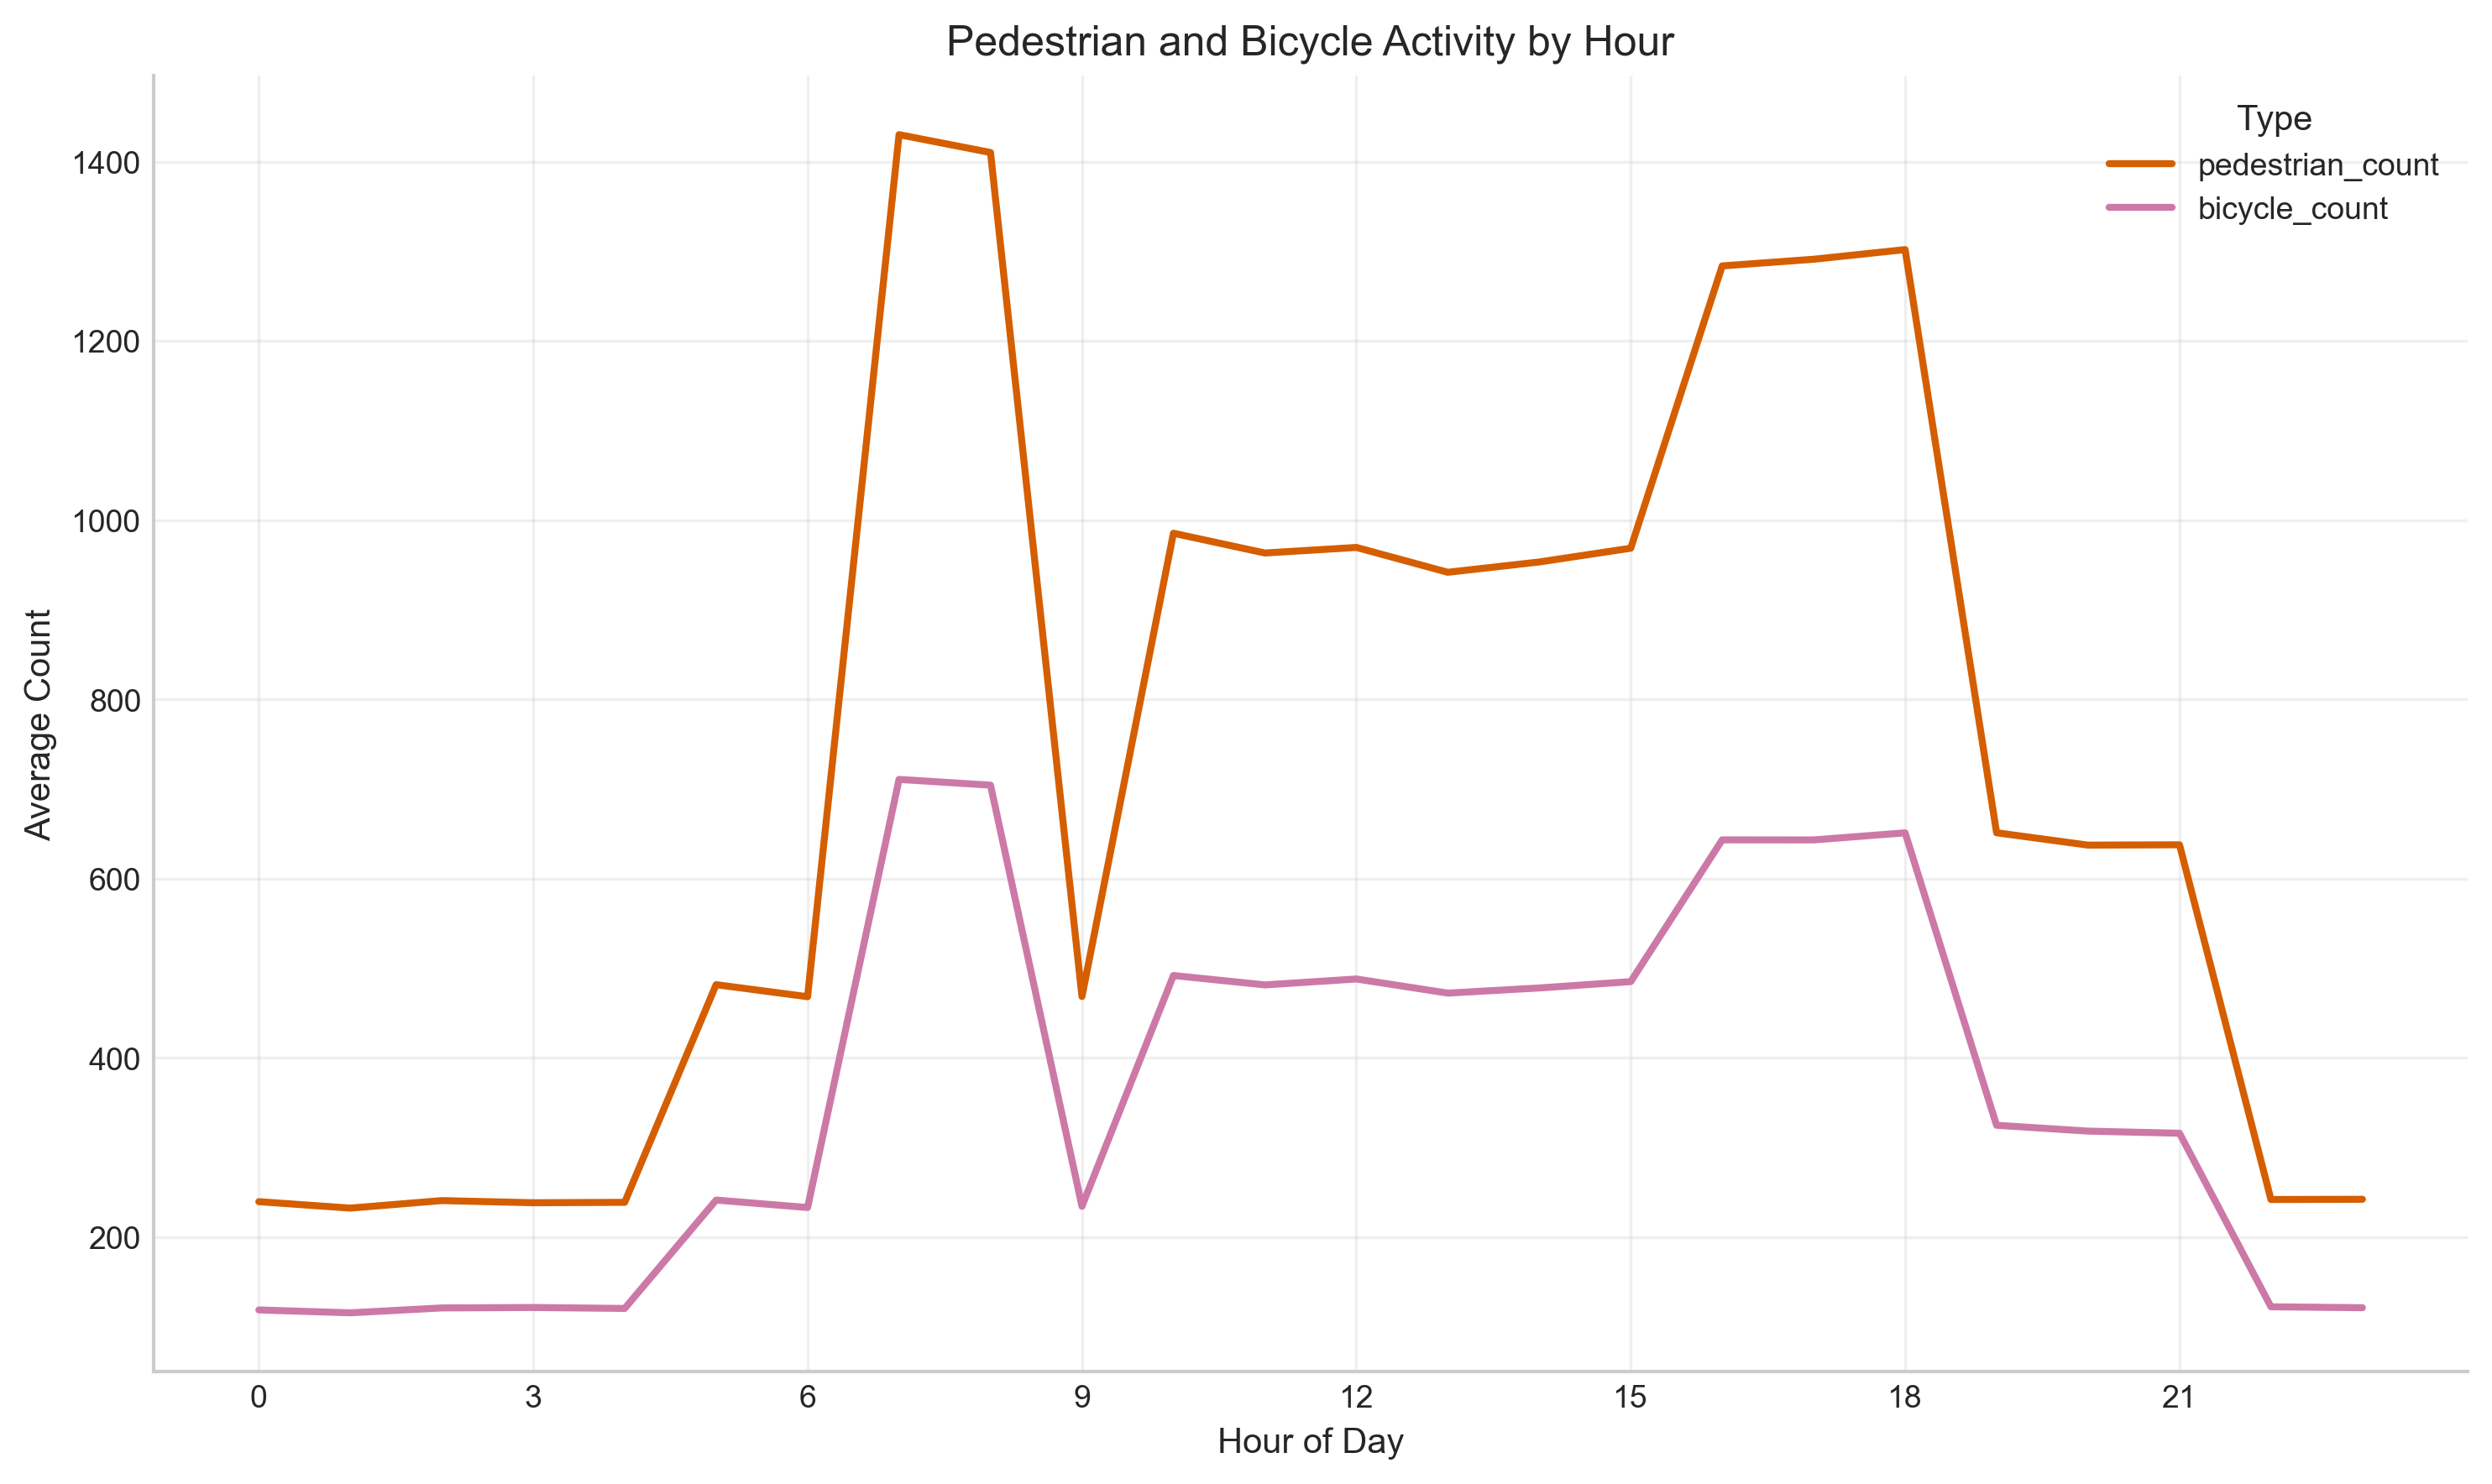 Pedestrian and Bicycle Activity by Hour
Type
pedestrian_count
bicycle_count
1400
1200
1000
800
600
400
200
Average Count
0 3 6 9 12 15 18 21
Hour of Day